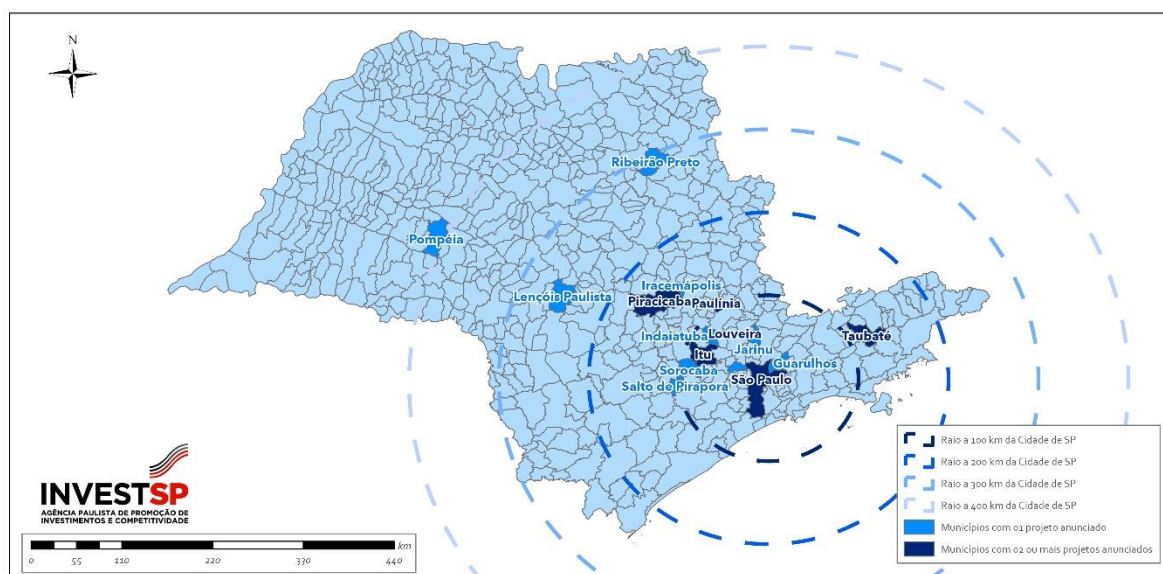 N
Ribeirão Preto
Pompéia
Lençóis Paulista
Iracemápolis
Piracicaba
Paulínia
Indaiatuba
Louveira
Itu
Jarinu
Taubaté
Guarulhos
Sorocaba
São Paulo
Salto de Pirapora
INVESTSP
AGÊNCIA PAULISTA DE PROMOÇÃO DE
INVESTIMENTOS E COMPETITIVIDADE
km
0 55 110 220 330 440
Raio a 100 km da Cidade de SP
Raio a 200 km da Cidade de SP
Raio a 300 km da Cidade de SP
Raio a 400 km da Cidade de SP
Municípios com 01 projeto anunciado
Municípios com 02 ou mais projetos anunciados